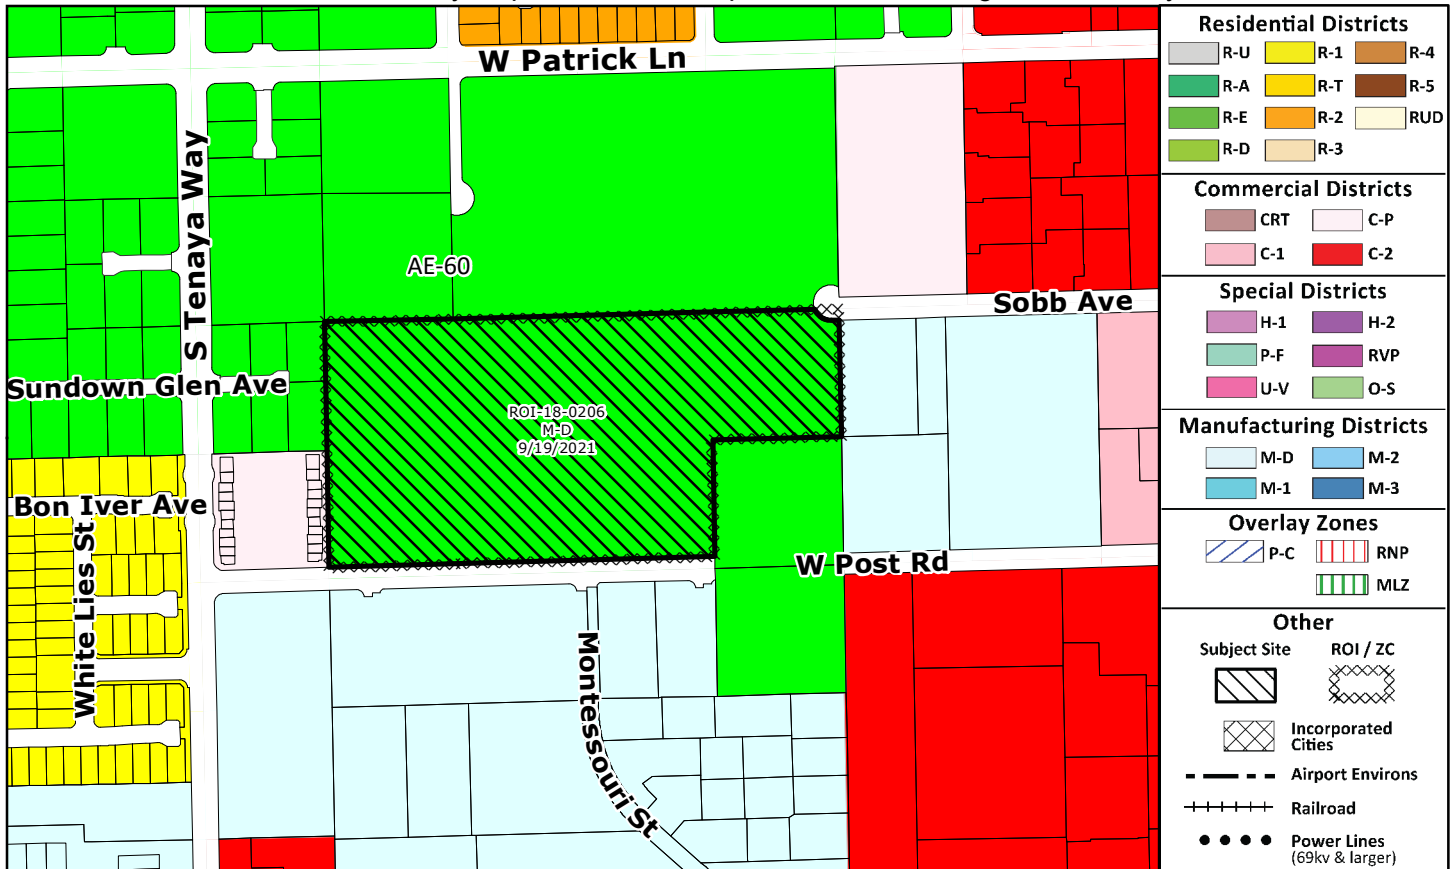 W Patrick Ln
S Tenaya Way
AE-60
Sobb Ave
Sundown Glen Ave
ROI-18-0206
M-D
9/19/2021
Bon Iver Ave
White Lies St
W Post Rd
Montessouri St
Residential Districts
R-U R-1 R-4
R-A R-T R-5
R-E R-2 RUD
R-D R-3
Commercial Districts
CRT C-P
C-1 C-2
Special Districts
H-1 H-2
P-F RVP
U-V O-S
Manufacturing Districts
M-D M-2
M-1 M-3
Overlay Zones
P-C RNP
MLZ
Other
Subject Site ROI / ZC
Incorporated
Cities
Airport Environs
Railroad
Power Lines
(69kv & larger)